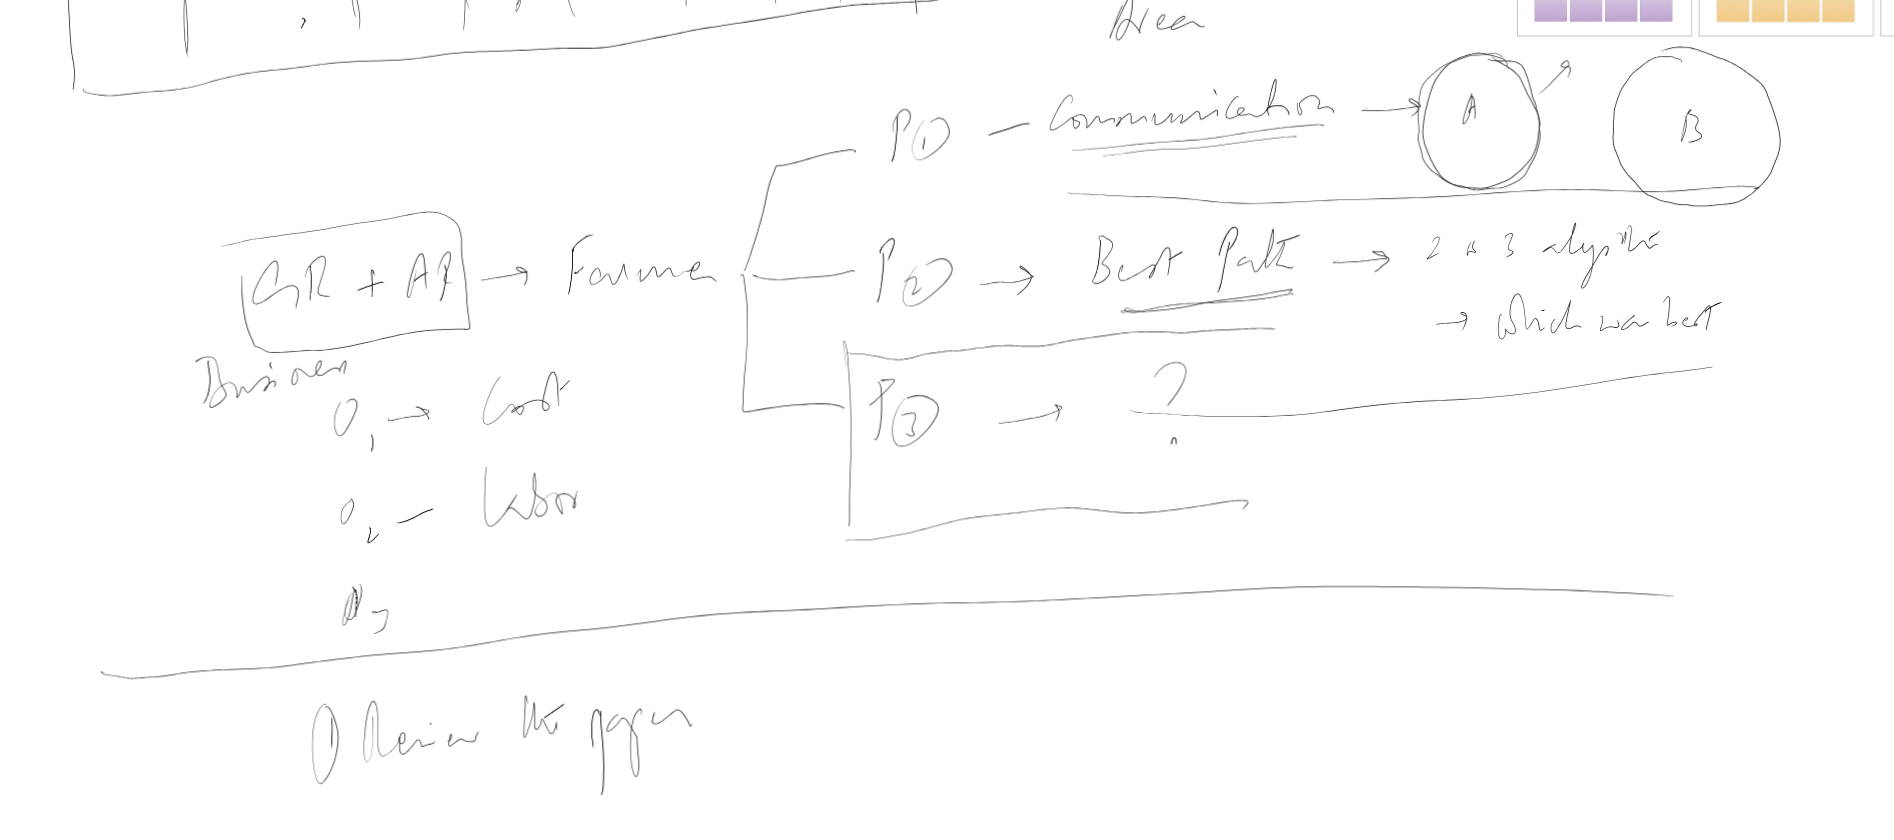 Area
P① — Communication → A ↗ B
GR + AP → Farmer
P② → Best Path → 2 or 3 algorithm
→ which was best
Business
P③ → ?
O1 → Cost
O2 — Labor
3
① Review the paper